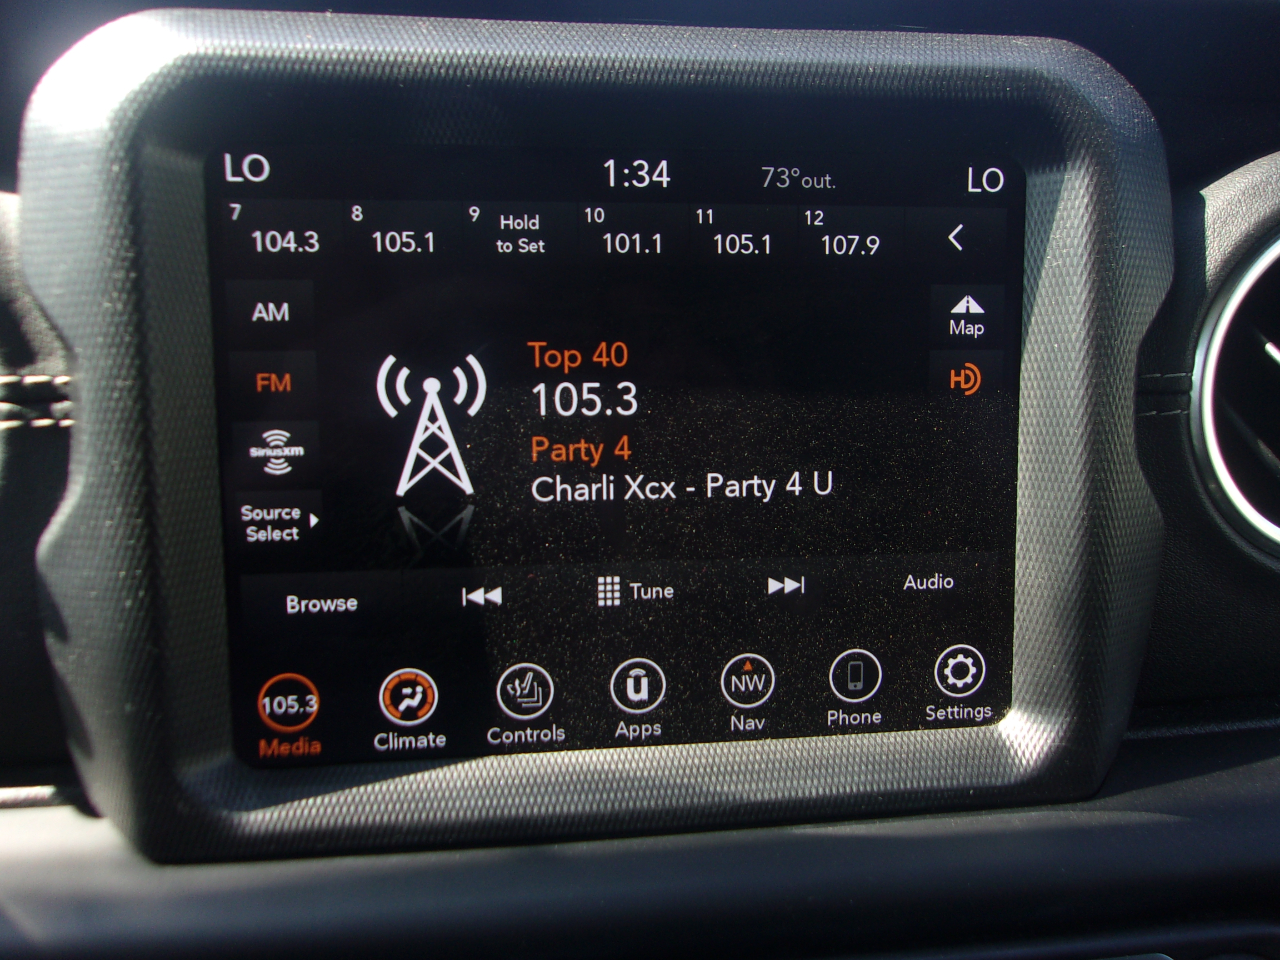 LO 1:34 73°out. LO
7 104.3 8 105.1 9 Hold to Set 10 101.1 11 105.1 12 107.9
AM
Map
Top 40
FM
HD
105.3
Party 4
SiriusXM
Charli Xcx - Party 4 U
Source
Select
Browse Tune Audio
105.3 NW
Media Climate Controls Apps Nav Phone Settings